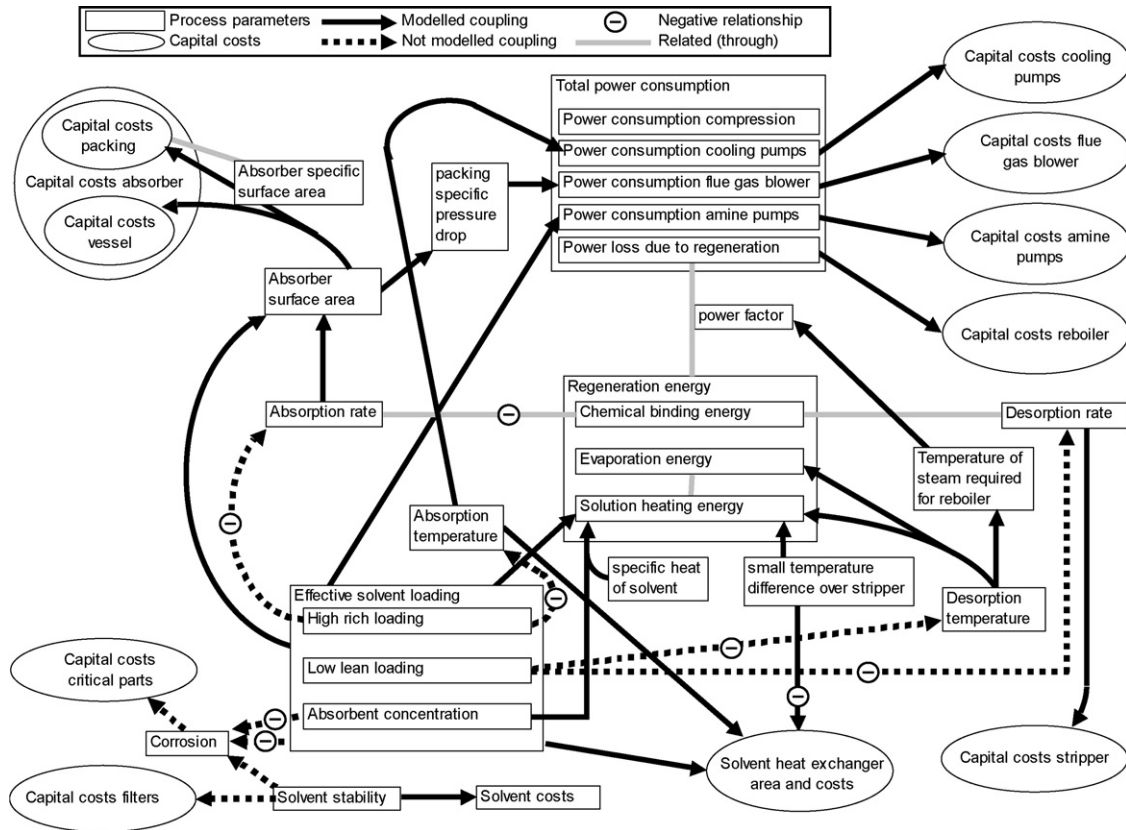 Process parameters
Modelled coupling
Negative relationship
Capital costs
Not modelled coupling
Related (through)
Capital costs cooling
pumps
Total power consumption
Power consumption compression
Power consumption cooling pumps
Power consumption flue gas blower
Power consumption amine pumps
Power loss due to regeneration
Capital costs
packing
Capital costs absorber
Capital costs
vessel
Absorber specific
surface area
packing
specific
pressure
drop
Capital costs flue
gas blower
Capital costs amine
pumps
Absorber
surface area
power factor
Capital costs reboiler
Regeneration energy
Chemical binding energy
Evaporation energy
Solution heating energy
Absorption rate
Desorption rate
Temperature of
steam required
for reboiler
Absorption
temperature
specific heat
of solvent
small temperature
difference over stripper
Desorption
temperature
Effective solvent loading
High rich loading
Low lean loading
Absorbent concentration
Capital costs
critical parts
Corrosion
Capital costs filters
Solvent stability
Solvent costs
Solvent heat exchanger
area and costs
Capital costs stripper